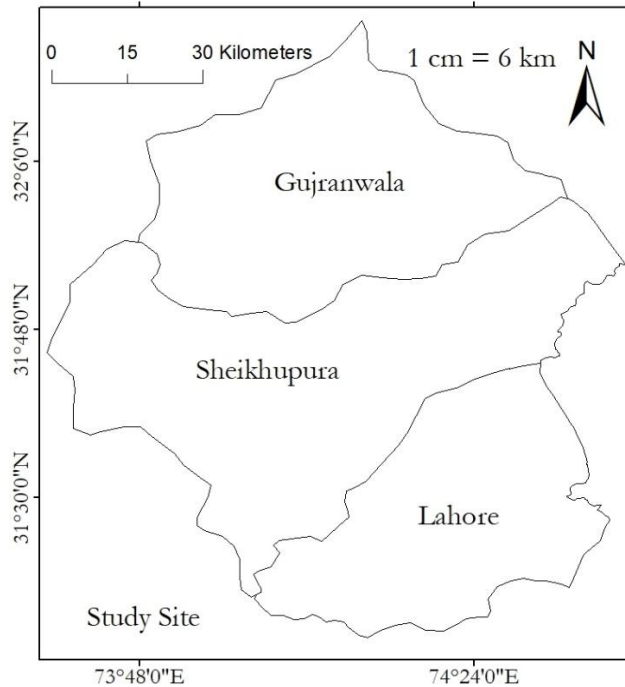 0 15 30 Kilometers
1 cm = 6 km
N
32°6'0"N
Gujranwala
31°48'0"N
Sheikhupura
31°30'0"N
Lahore
Study Site
73°48'0"E 74°24'0"E